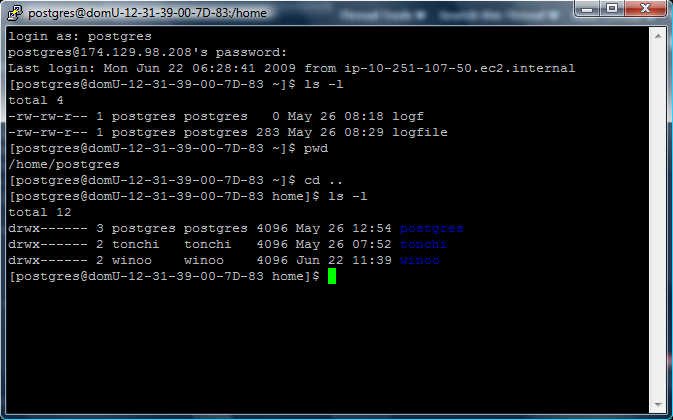 postgres@domU-12-31-39-00-7D-83:/home
login as: postgres
postgres@174.129.98.208's password:
Last login: Mon Jun 22 06:28:41 2009 from ip-10-251-107-50.ec2.internal
[postgres@domU-12-31-39-00-7D-83 ~]$ ls -l
total 4
-rw-rw-r-- 1 postgres postgres   0 May 26 08:18 logf
-rw-rw-r-- 1 postgres postgres 283 May 26 08:29 logfile
[postgres@domU-12-31-39-00-7D-83 ~]$ pwd
/home/postgres
[postgres@domU-12-31-39-00-7D-83 ~]$ cd ..
[postgres@domU-12-31-39-00-7D-83 home]$ ls -l
total 12
drwx------ 3 postgres postgres 4096 May 26 12:54 postgres
drwx------ 2 tonchi   tonchi   4096 May 26 07:52 tonchi
drwx------ 2 winoo    winoo    4096 Jun 22 11:39 winoo
[postgres@domU-12-31-39-00-7D-83 home]$